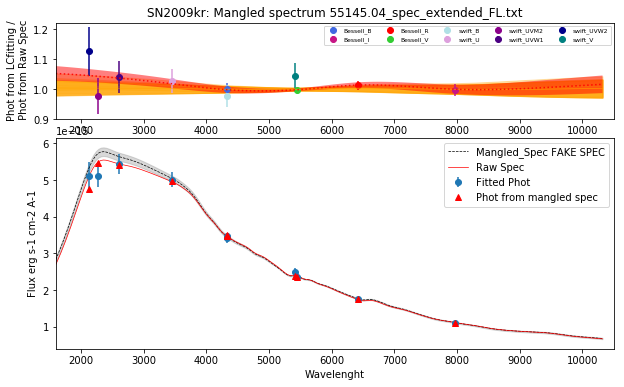 SN2009kr: Mangled spectrum 55145.04_spec_extended_FL.txt
Phot from LCfitting /
Phot from Raw Spec
1.2
1.1
1.0
0.9
Bessell_B Bessell_R swift_B swift_UVM2 swift_UVW2
Bessell_I Bessell_V swift_U swift_UVW1 swift_V
2000 3000 4000 5000 6000 7000 8000 9000 10000
Flux erg s-1 cm-2 A-1
6
5
4
3
2
1
Mangled_Spec FAKE SPEC
Raw Spec
Fitted Phot
Phot from mangled spec
2000 3000 4000 5000 6000 7000 8000 9000 10000
Wavelenght